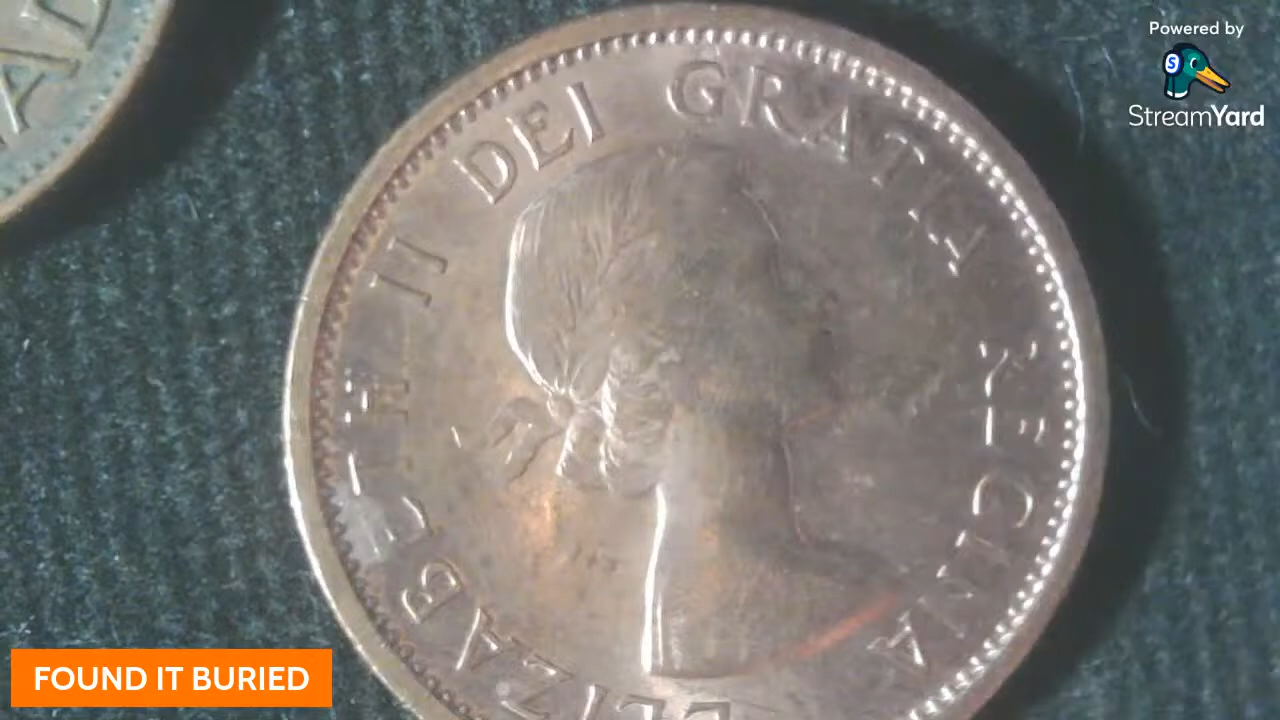 Powered by
StreamYard
ELIZABETH II DEI GRATIA REGINA
FOUND IT BURIED